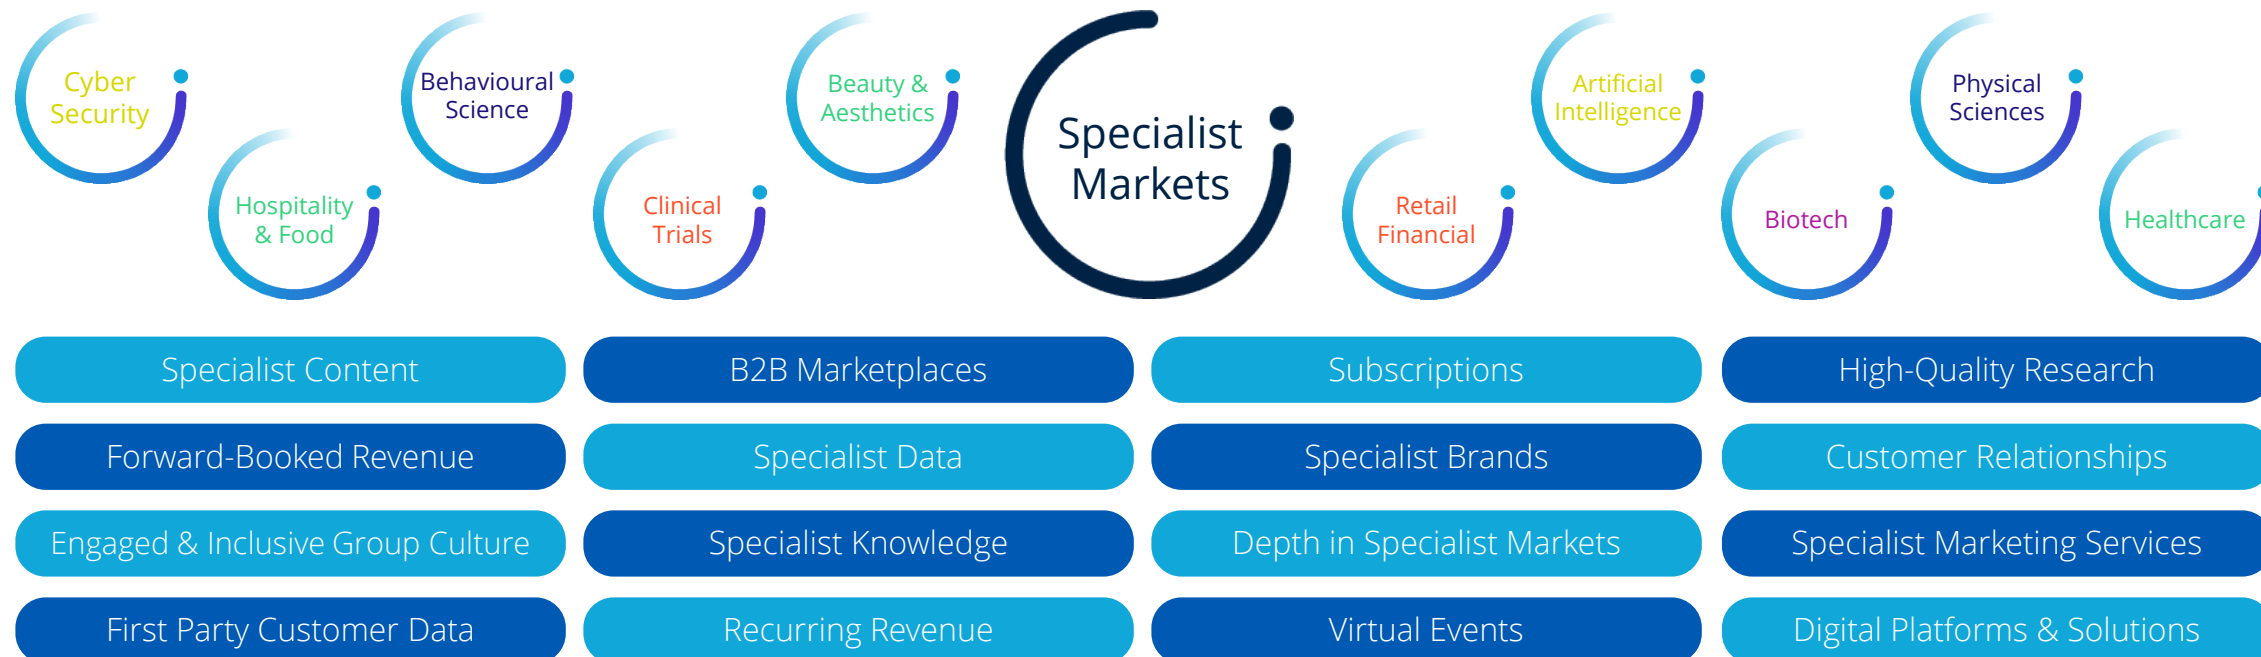 Cyber
Security
Hospitality
& Food
Behavioural
Science
Clinical
Trials
Beauty &
Aesthetics
Specialist
Markets
Retail
Financial
Artificial
Intelligence
Biotech
Physical
Sciences
Healthcare
Specialist Content
B2B Marketplaces
Subscriptions
High-Quality Research
Forward-Booked Revenue
Specialist Data
Specialist Brands
Customer Relationships
Engaged & Inclusive Group Culture
Specialist Knowledge
Depth in Specialist Markets
Specialist Marketing Services
First Party Customer Data
Recurring Revenue
Virtual Events
Digital Platforms & Solutions